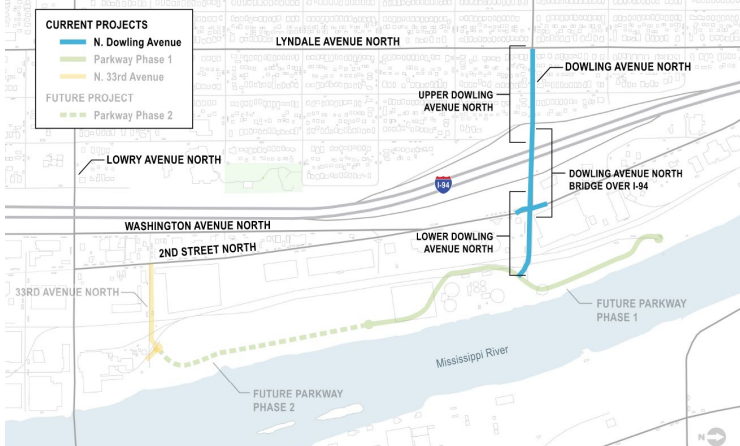 CURRENT PROJECTS
N. Dowling Avenue
Parkway Phase 1
N. 33rd Avenue
FUTURE PROJECT
Parkway Phase 2
LYNDALE AVENUE NORTH
DOWLING AVENUE NORTH
UPPER DOWLING
AVENUE NORTH
LOWRY AVENUE NORTH
DOWLING AVENUE NORTH
BRIDGE OVER I-94
I-94
WASHINGTON AVENUE NORTH
LOWER DOWLING
AVENUE NORTH
2ND STREET NORTH
33RD AVENUE NORTH
FUTURE PARKWAY
PHASE 1
Mississippi River
FUTURE PARKWAY
PHASE 2
N